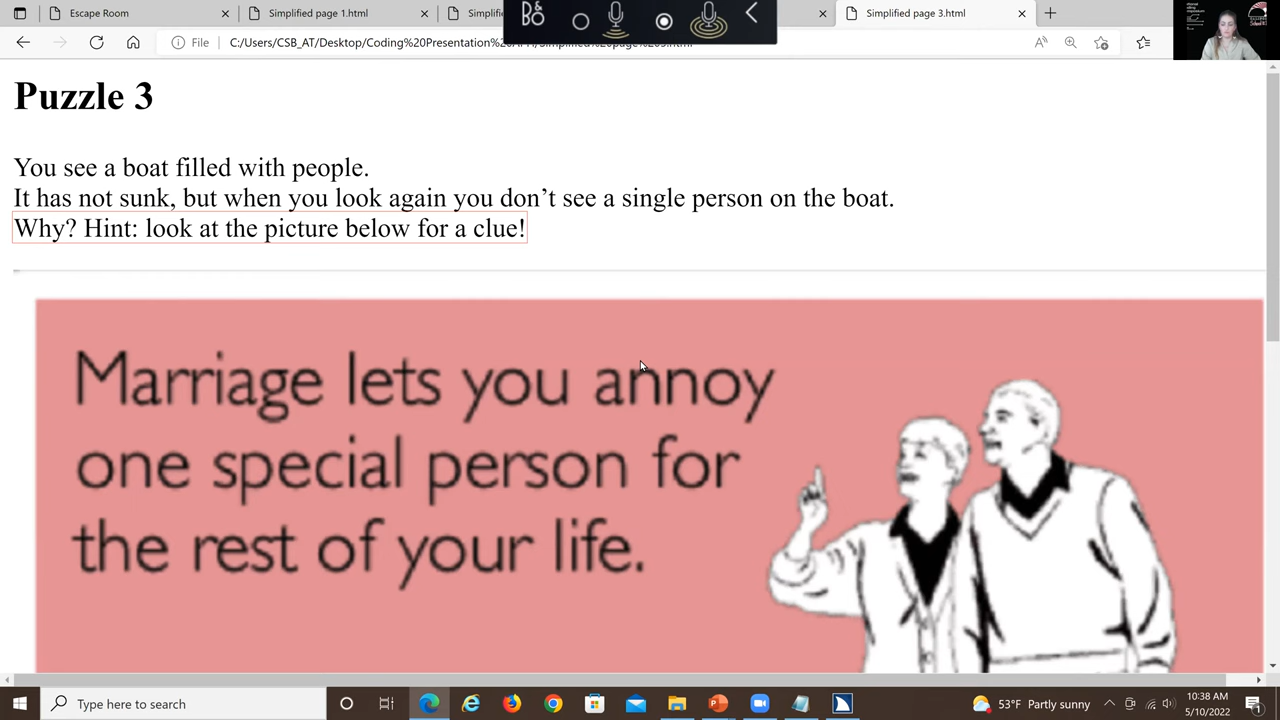 Escape Room
Simplified page 1.html
Simplifi
Simplified page 3.html
B&O
File
C:/Users/CSB_AT/Desktop/Coding%20Presentation
Puzzle 3
You see a boat filled with people.
It has not sunk, but when you look again you don’t see a single person on the boat.
Why? Hint: look at the picture below for a clue!
Marriage lets you annoy
one special person for
the rest of your life.
Type here to search
53°F Partly sunny
10:38 AM
5/10/2022
1